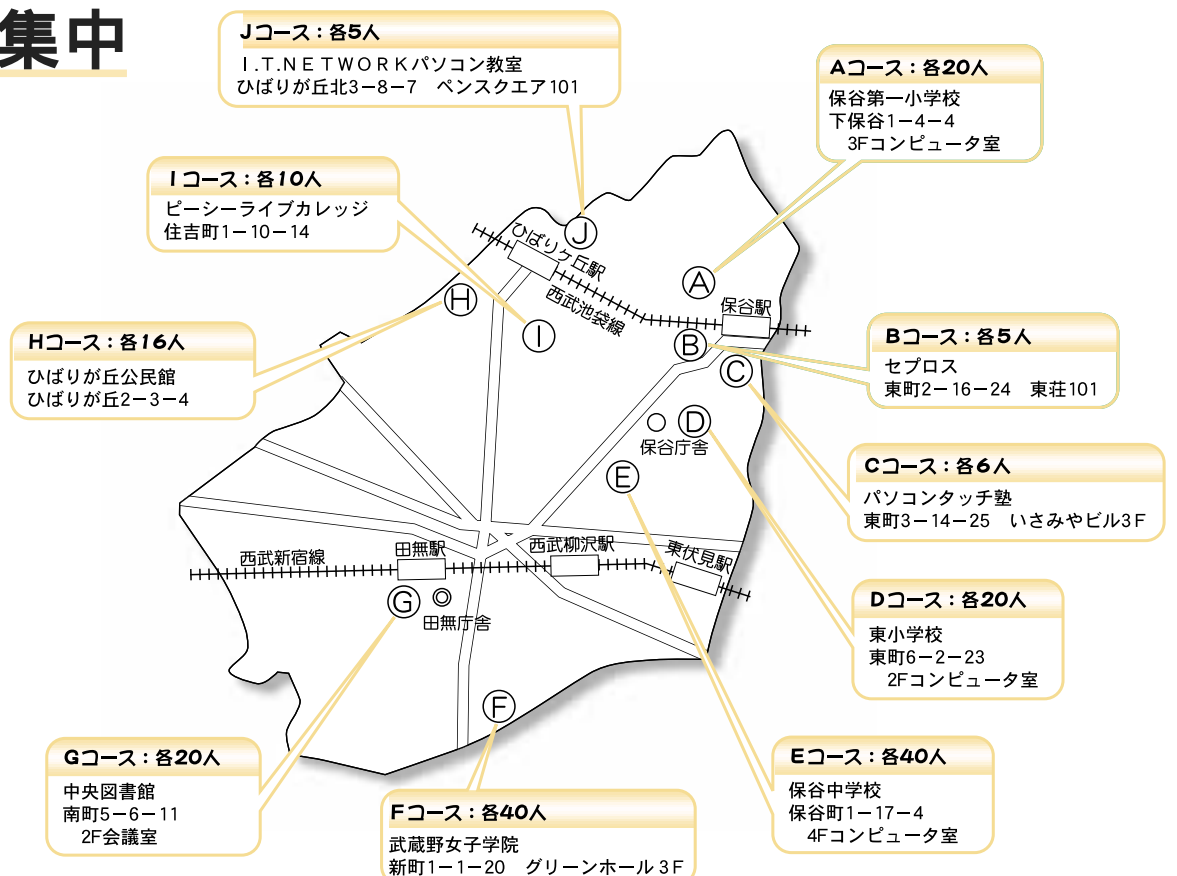 集中
Jコース：各5人
I.T.NETWORKパソコン教室
ひばりが丘北3－8－7　ペンスクエア101
Aコース：各20人
保谷第一小学校
下保谷1－4－4
3Fコンピュータ室
Iコース：各10人
ピーシーライブカレッジ
住吉町1－10－14
Hコース：各16人
ひばりが丘公民館
ひばりが丘2－3－4
Bコース：各5人
セプロス
東町2－16－24　東荘101
Cコース：各6人
パソコンタッチ塾
東町3－14－25　いさみやビル3F
Dコース：各20人
東小学校
東町6－2－23
2Fコンピュータ室
Eコース：各40人
保谷中学校
保谷町1－17－4
4Fコンピュータ室
Fコース：各40人
武蔵野女子学院
新町1－1－20　グリーンホール3F
Gコース：各20人
中央図書館
南町5－6－11
2F会議室
J
ひばりケ丘駅
西武池袋線
A
保谷駅
H
I
B
C
D
保谷庁舎
E
西武新宿線
田無駅
西武柳沢駅
東伏見駅
G
田無庁舎
F